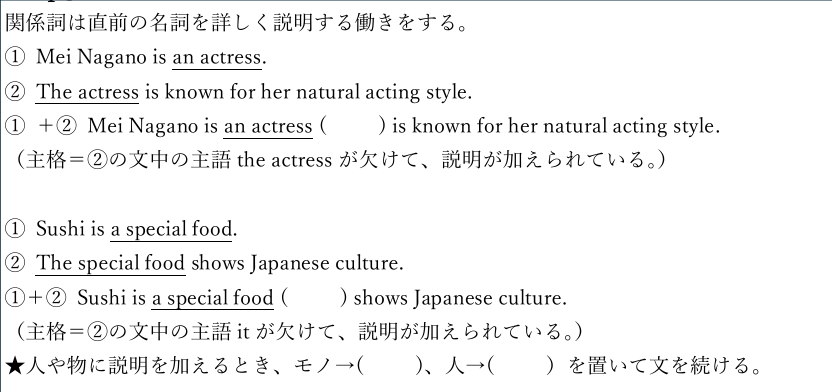 関係詞は直前の名詞を詳しく説明する働きをする。
① Mei Nagano is an actress.
② The actress is known for her natural acting style.
① +② Mei Nagano is an actress (　　) is known for her natural acting style.
（主格=②の文中の主語 the actress が欠けて、説明が加えられている。）
① Sushi is a special food.
② The special food shows Japanese culture.
①+② Sushi is a special food (　　) shows Japanese culture.
（主格=②の文中の主語 it が欠けて、説明が加えられている。）
★人や物に説明を加えるとき、モノ→(　　)、人→(　　) を置いて文を続ける。